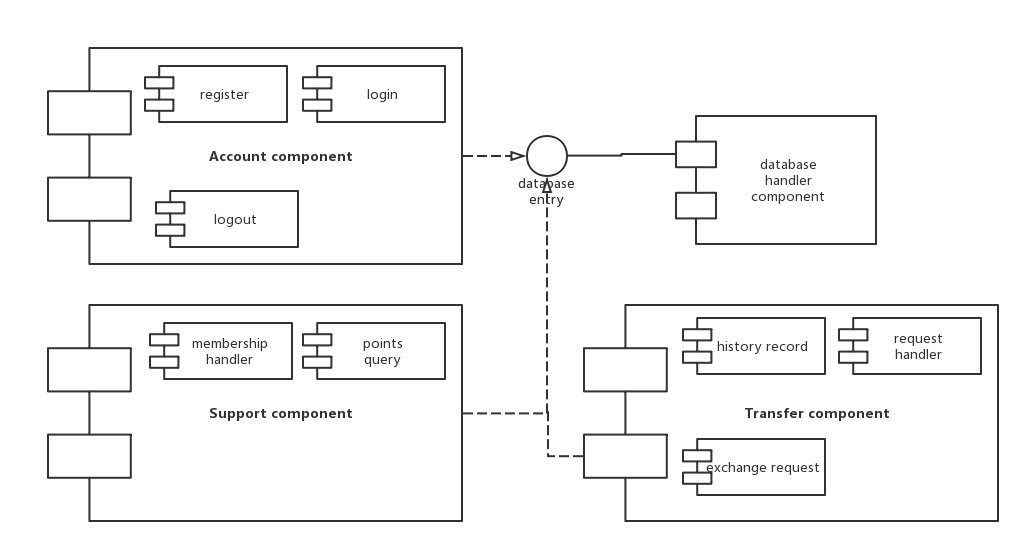 register
login
Account component
logout
database
entry
database
handler
component
membership
handler
points
query
Support component
history record
request
handler
Transfer component
exchange request